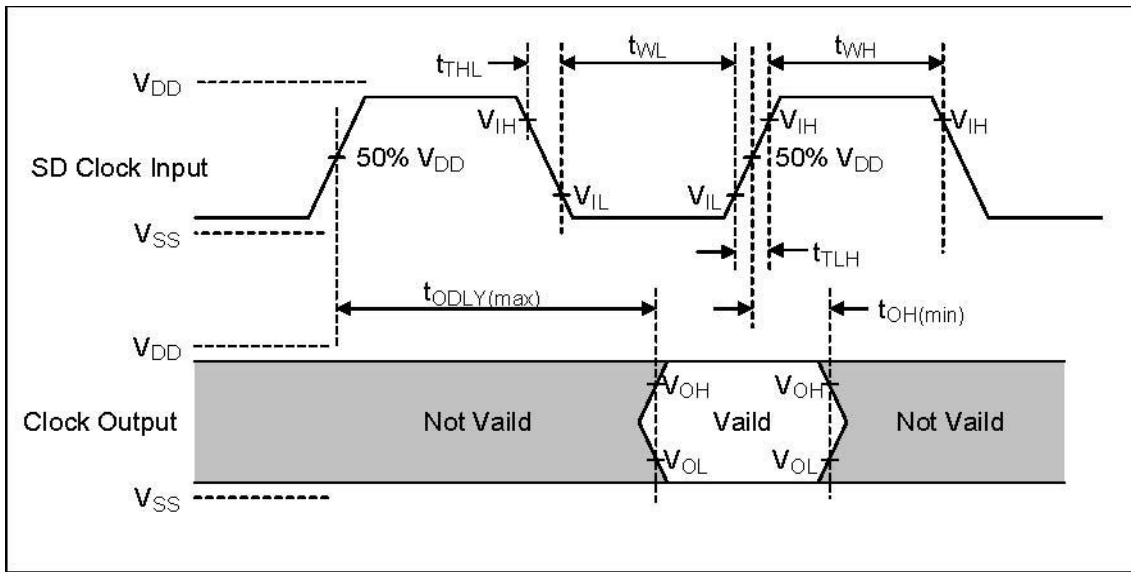 tWL tWH
tTHL
VDD
VIH VIH VIH
SD Clock Input 50% VDD 50% VDD
VIL VIL
VSS
tTLH
tODLY(max) tOH(min)
VDD
VOH VOH
Clock Output Not Vaild Vaild Not Vaild
VOL VOL
VSS